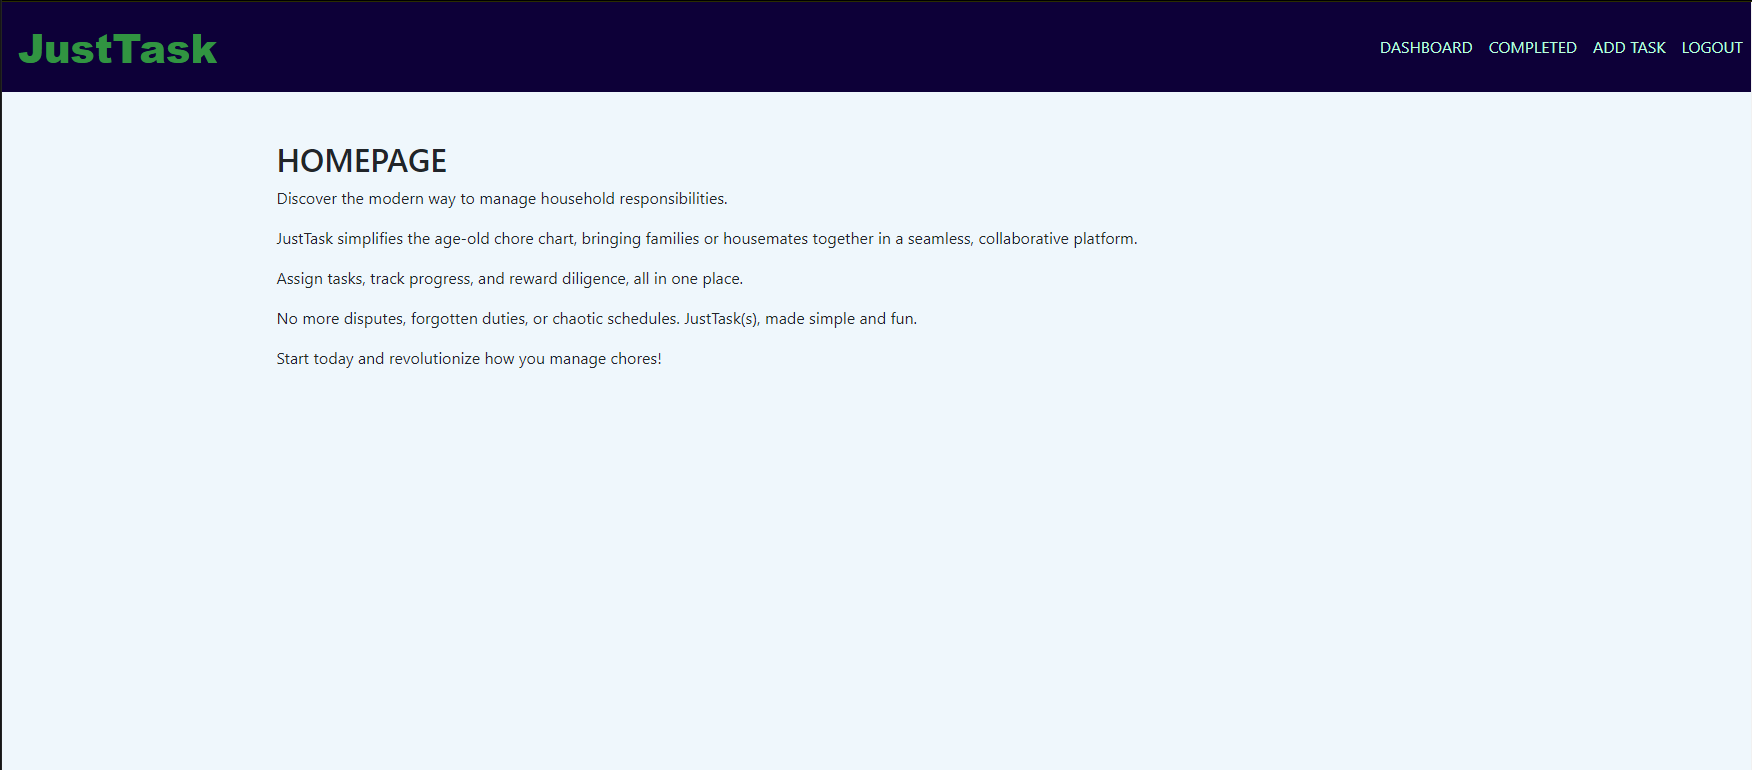 JustTask
DASHBOARD COMPLETED ADD TASK LOGOUT
HOMEPAGE
Discover the modern way to manage household responsibilities.
JustTask simplifies the age-old chore chart, bringing families or housemates together in a seamless, collaborative platform.
Assign tasks, track progress, and reward diligence, all in one place.
No more disputes, forgotten duties, or chaotic schedules. JustTask(s), made simple and fun.
Start today and revolutionize how you manage chores!